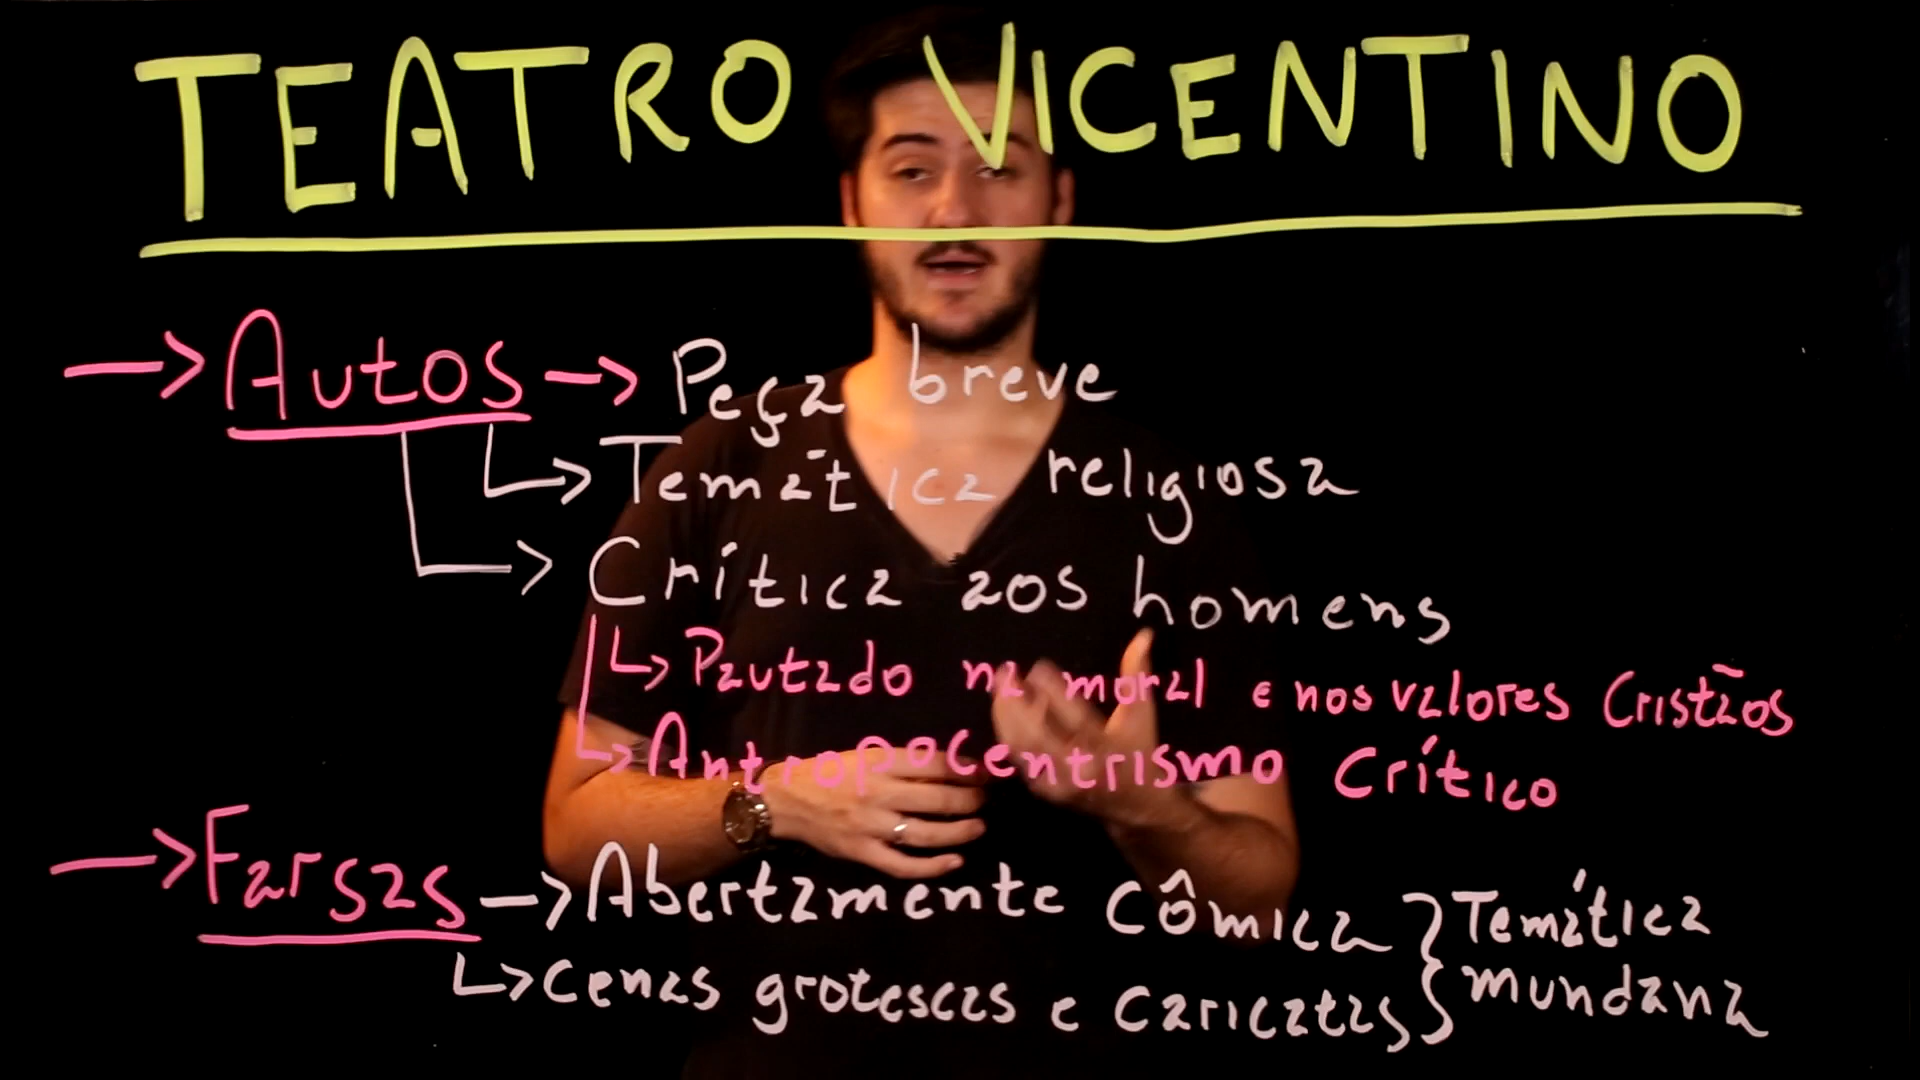 TEATRO VICENTINO
→ Autos → Peça breve
↳ Temática religiosa
↳ Crítica aos homens
↳ Pautado na moral e nos valores Cristãos
↳ Antropocentrismo Crítico
→ Farsas → Abertamente Cômica } Temática
↳ Cenas grotescas e Caricatas } mundana